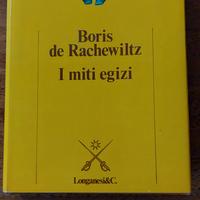 Boris
de Rachewiltz
I miti egizi
Longanesi&C.